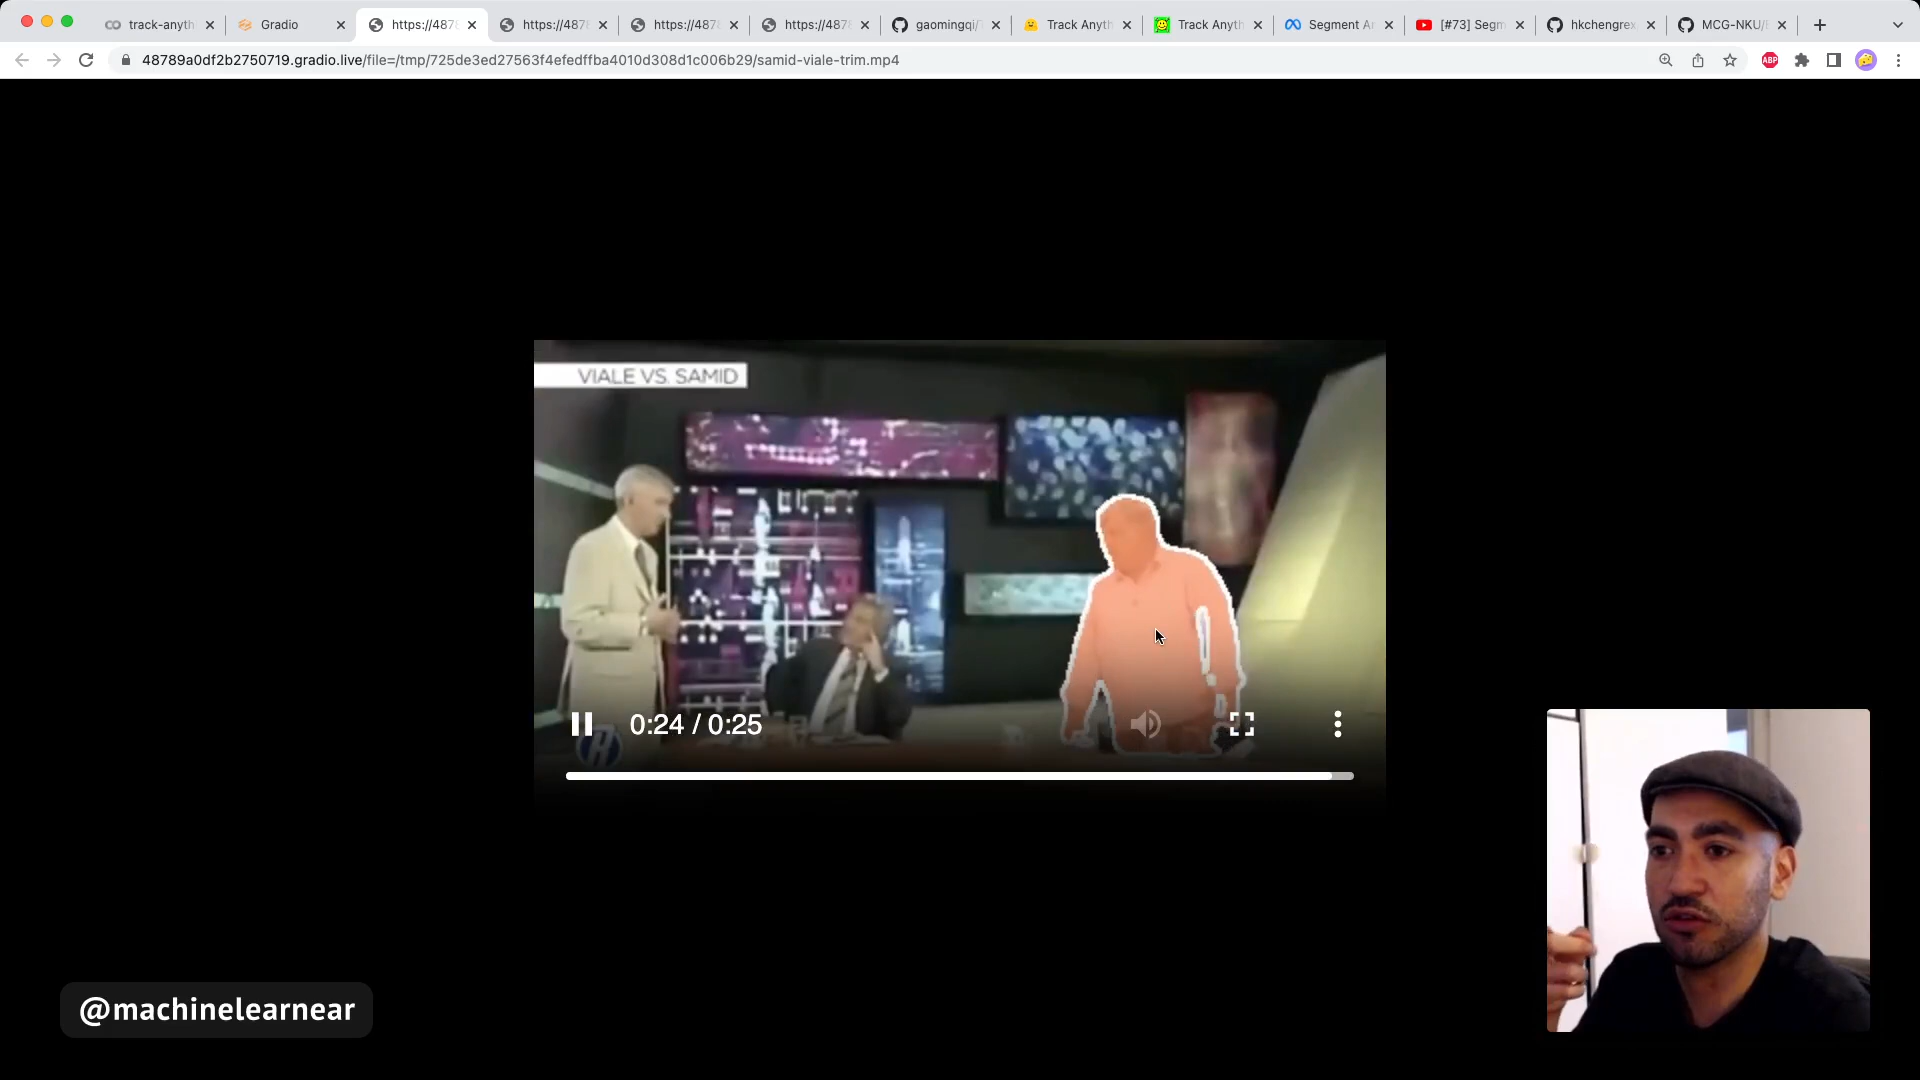 track-anyth
Gradio
https://487
https://487
https://487
https://487
gaomingqi/
Track Anyth
Track Anyth
Segment An
[#73] Segm
hkchengrex
MCG-NKU/
48789a0df2b2750719.gradio.live/file=/tmp/725de3ed27563f4efedffba4010d308d1c006b29/samid-viale-trim.mp4
ABP
VIALE VS. SAMID
0:24 / 0:25
@machinelearnear